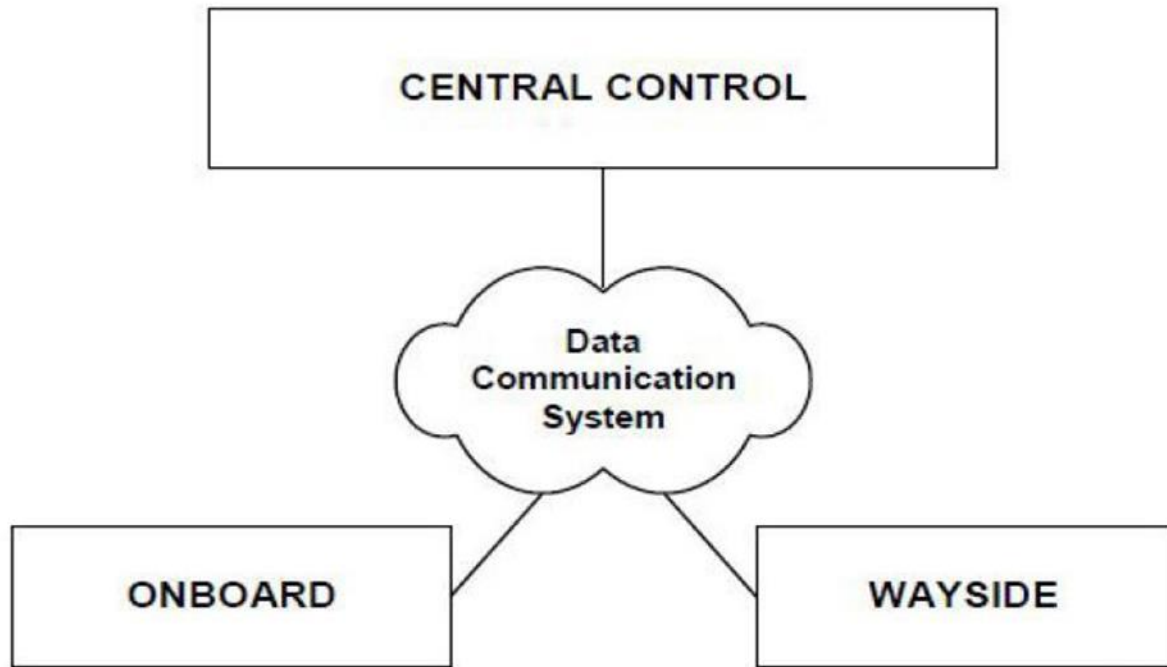 CENTRAL CONTROL
Data
Communication
System
ONBOARD
WAYSIDE